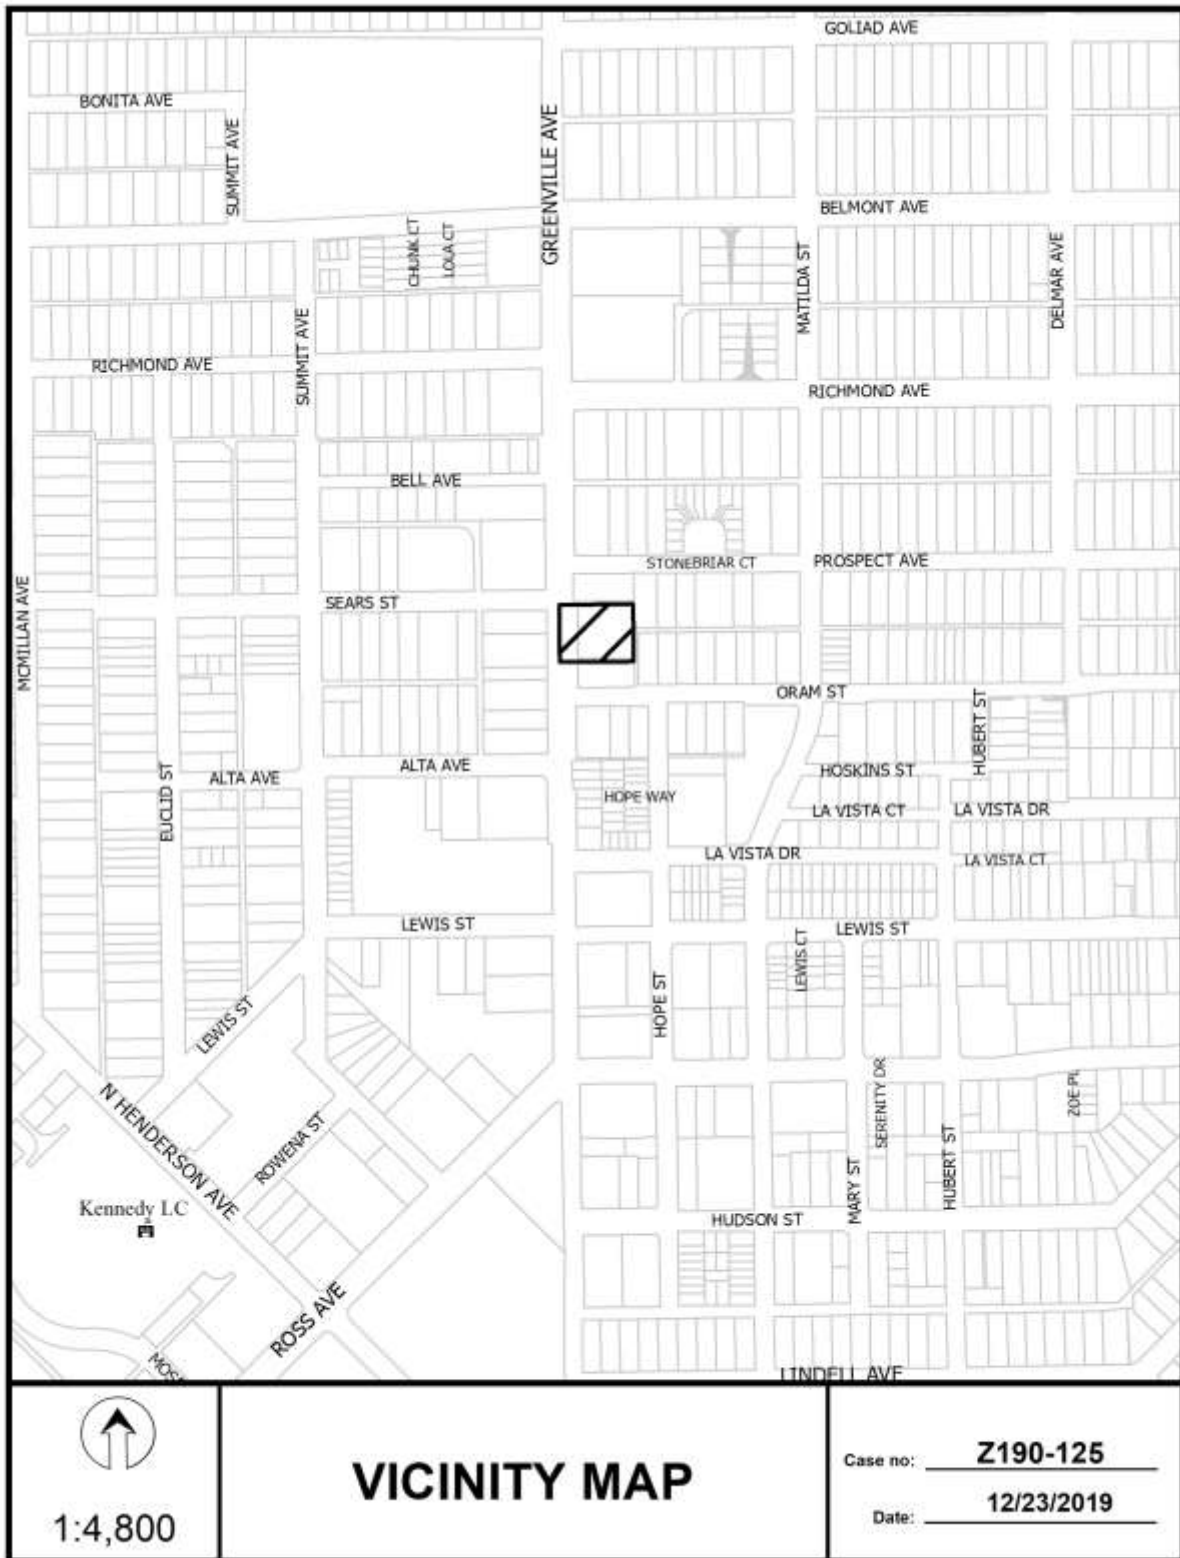 GOLIAD AVE
BONITA AVE
SUMMIT AVE
GREENVILLE AVE
BELMONT AVE
CHUNK CT
LOLA CT
MATILDA ST
DELMAR AVE
RICHMOND AVE
SUMMIT AVE
RICHMOND AVE
BELL AVE
STONEBRIAR CT
PROSPECT AVE
MCMILLAN AVE
SEARS ST
ORAM ST
HUBERT ST
EUCLID ST
ALTA AVE
ALTA AVE
HOSKINS ST
HOPE WAY
LA VISTA CT
LA VISTA DR
LA VISTA DR
LA VISTA CT
LEWIS ST
LEWIS ST
LEWIS CT
HOPE ST
LEWIS ST
N HENDERSON AVE
ROWENA ST
SERENITY DR
ZOE PL
MARY ST
HUBERT ST
Kennedy LC
HUDSON ST
ROSS AVE
LINDELL AVE
1:4,800
VICINITY MAP
Case no: Z190-125
Date: 12/23/2019